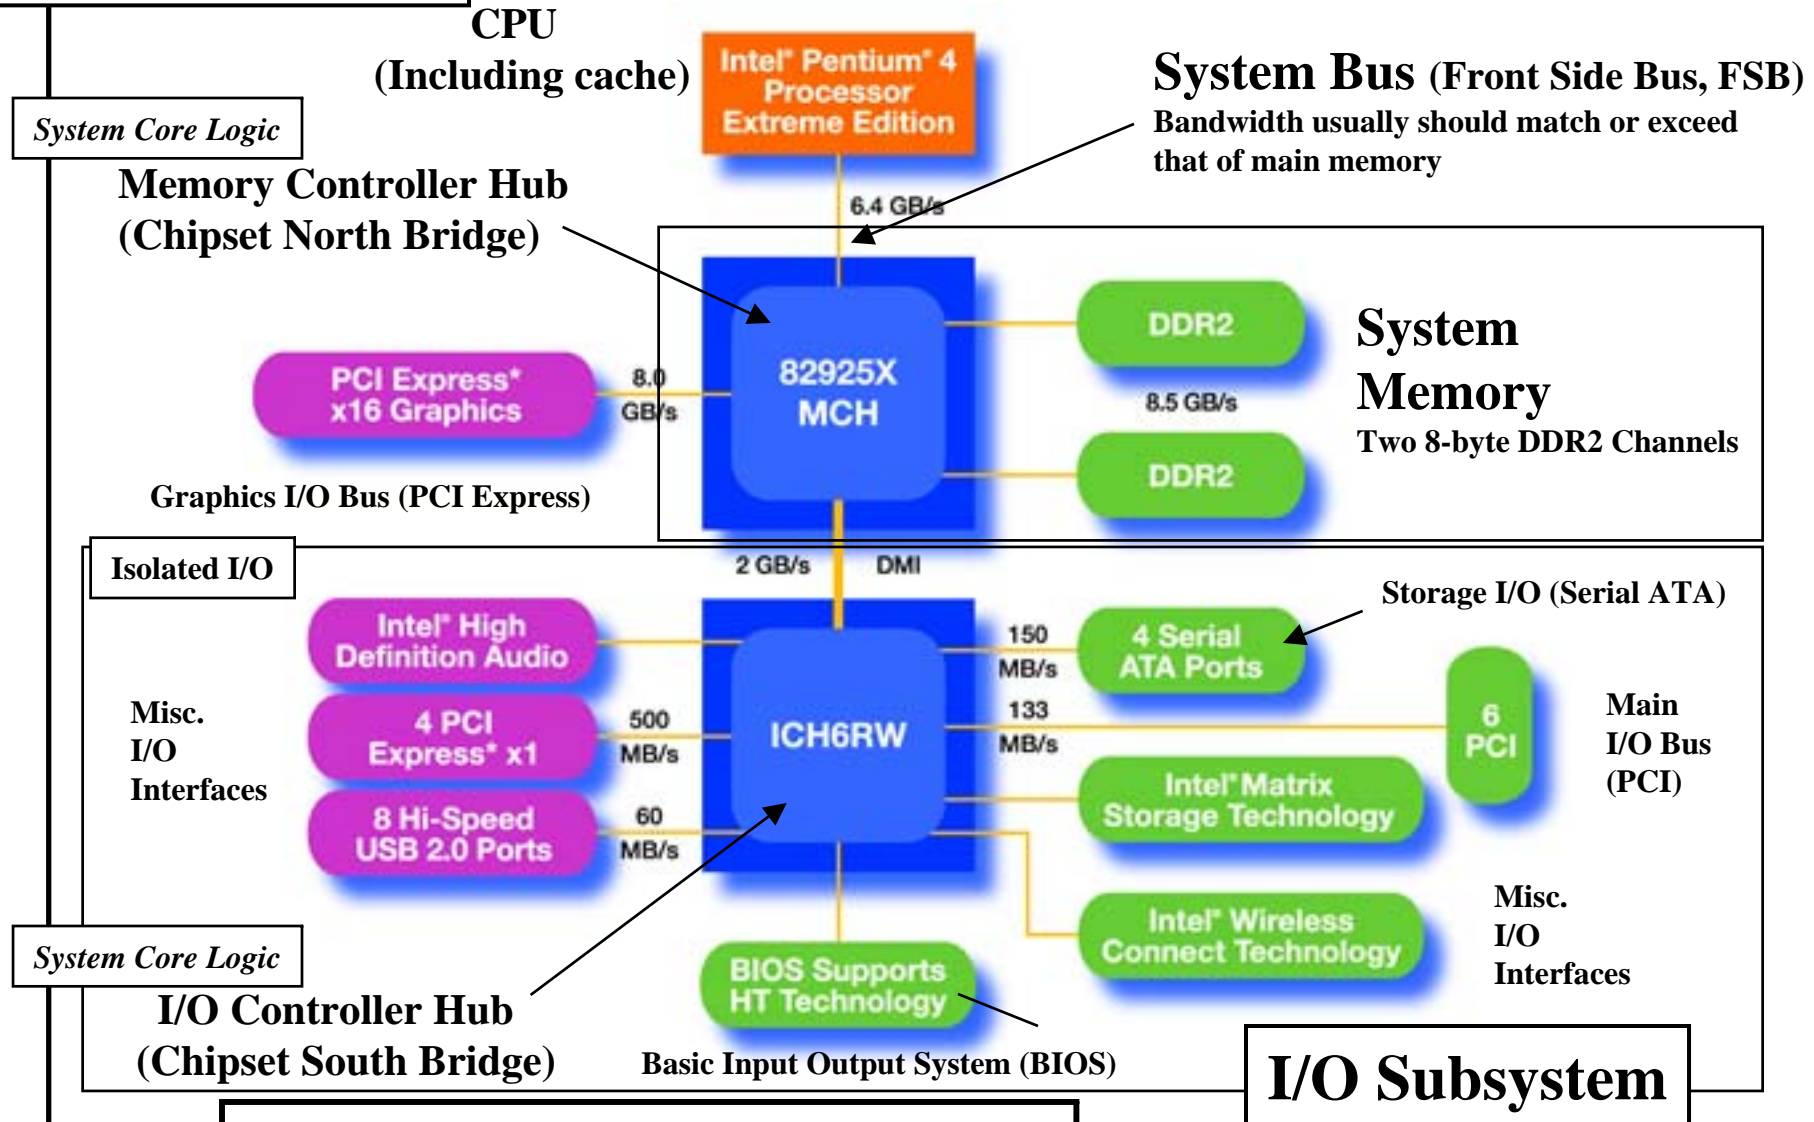 CPU
(Including cache)
Intel® Pentium® 4
Processor
Extreme Edition
System Bus (Front Side Bus, FSB)
Bandwidth usually should match or exceed
that of main memory
System Core Logic
Memory Controller Hub
(Chipset North Bridge)
6.4 GB/s
PCI Express*
x16 Graphics
8.0
GB/s
82925X
MCH
DDR2
8.5 GB/s
DDR2
System
Memory
Two 8-byte DDR2 Channels
Graphics I/O Bus (PCI Express)
Isolated I/O
2 GB/s
DMI
Storage I/O (Serial ATA)
Intel® High
Definition Audio
150
MB/s
4 Serial
ATA Ports
Misc.
I/O
Interfaces
4 PCI
Express* x1
500
MB/s
ICH6RW
133
MB/s
6
PCI
Main
I/O Bus
(PCI)
8 Hi-Speed
USB 2.0 Ports
60
MB/s
Intel® Matrix
Storage Technology
Intel® Wireless
Connect Technology
Misc.
I/O
Interfaces
System Core Logic
I/O Controller Hub
(Chipset South Bridge)
BIOS Supports
HT Technology
Basic Input Output System (BIOS)
I/O Subsystem